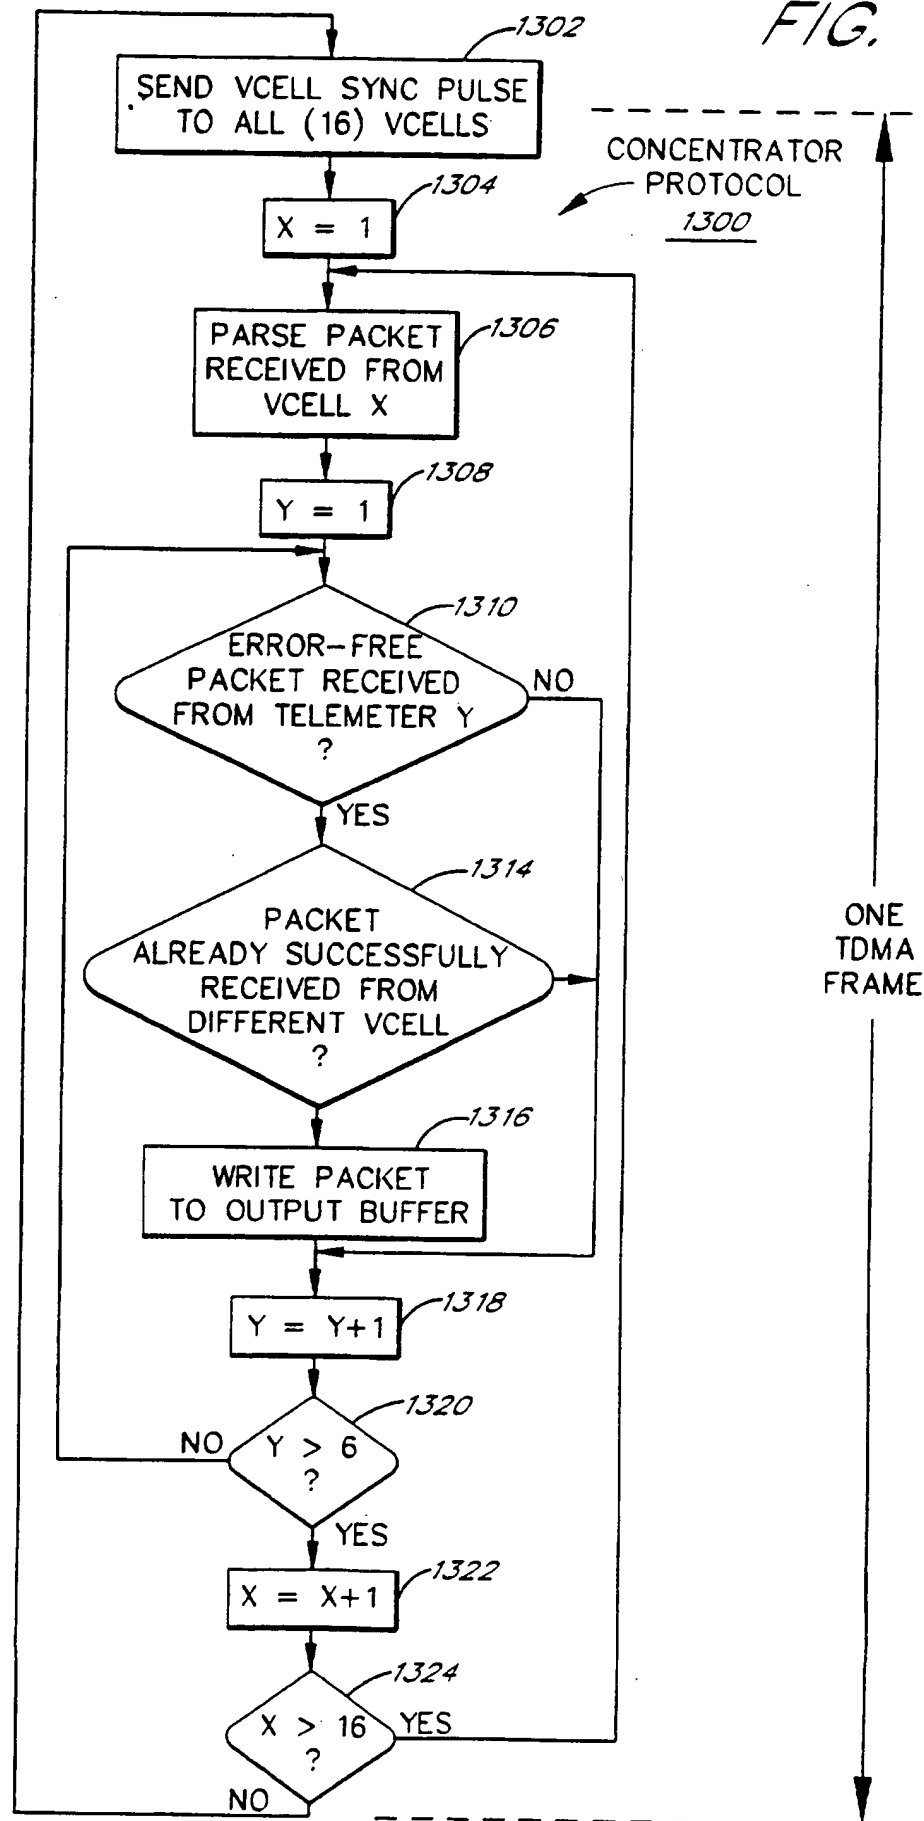 FIG.
1302
SEND VCELL SYNC PULSE
TO ALL (16) VCELLS
CONCENTRATOR
PROTOCOL
1300
1304
X = 1
1306
PARSE PACKET
RECEIVED FROM
VCELL X
1308
Y = 1
1310
ERROR-FREE
PACKET RECEIVED
FROM TELEMETER Y
?
NO
YES
1314
PACKET
ALREADY SUCCESSFULLY
RECEIVED FROM
DIFFERENT VCELL
?
ONE
TDMA
FRAME
1316
WRITE PACKET
TO OUTPUT BUFFER
1318
Y = Y+1
1320
NO
Y > 6
?
YES
1322
X = X+1
1324
X > 16
?
YES
NO